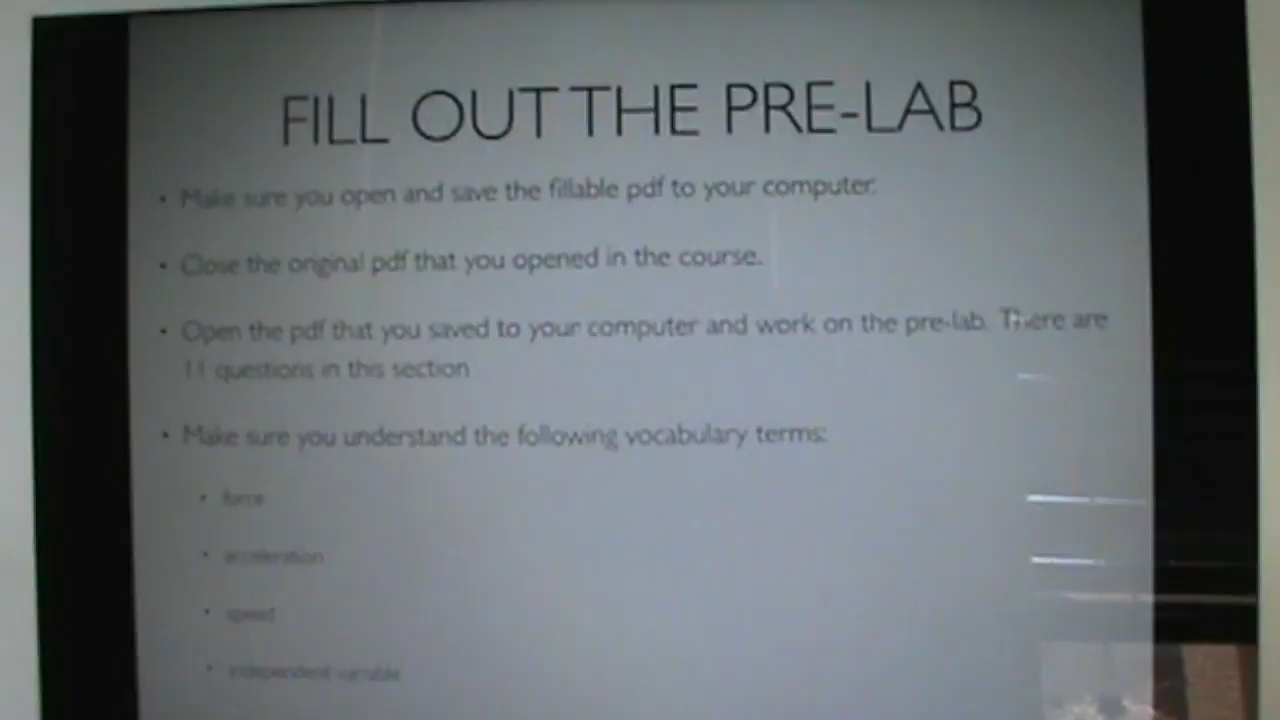 FILL OUT THE PRE-LAB
• Make sure you open and save the fillable pdf to your computer.
• Close the original pdf that you opened in the course.
• Open the pdf that you saved to your computer and work on the pre-lab. There are
11 questions in this section
• Make sure you understand the following vocabulary terms:
• force
• acceleration
• speed
• independent variable